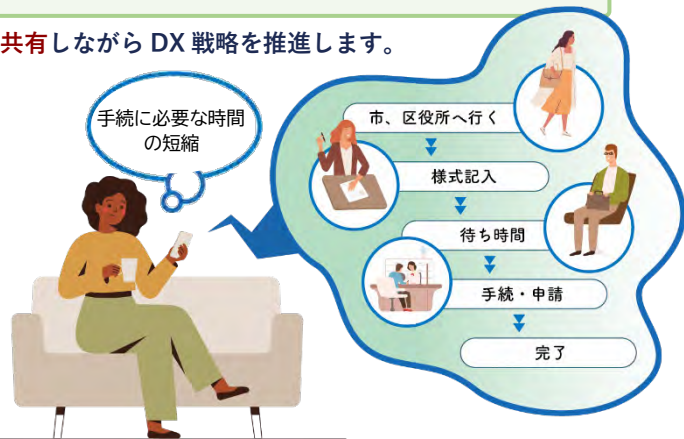 共有しながら DX 戦略を推進します。
手続に必要な時間
の短縮
市、区役所へ行く
様式記入
待ち時間
手続・申請
完了